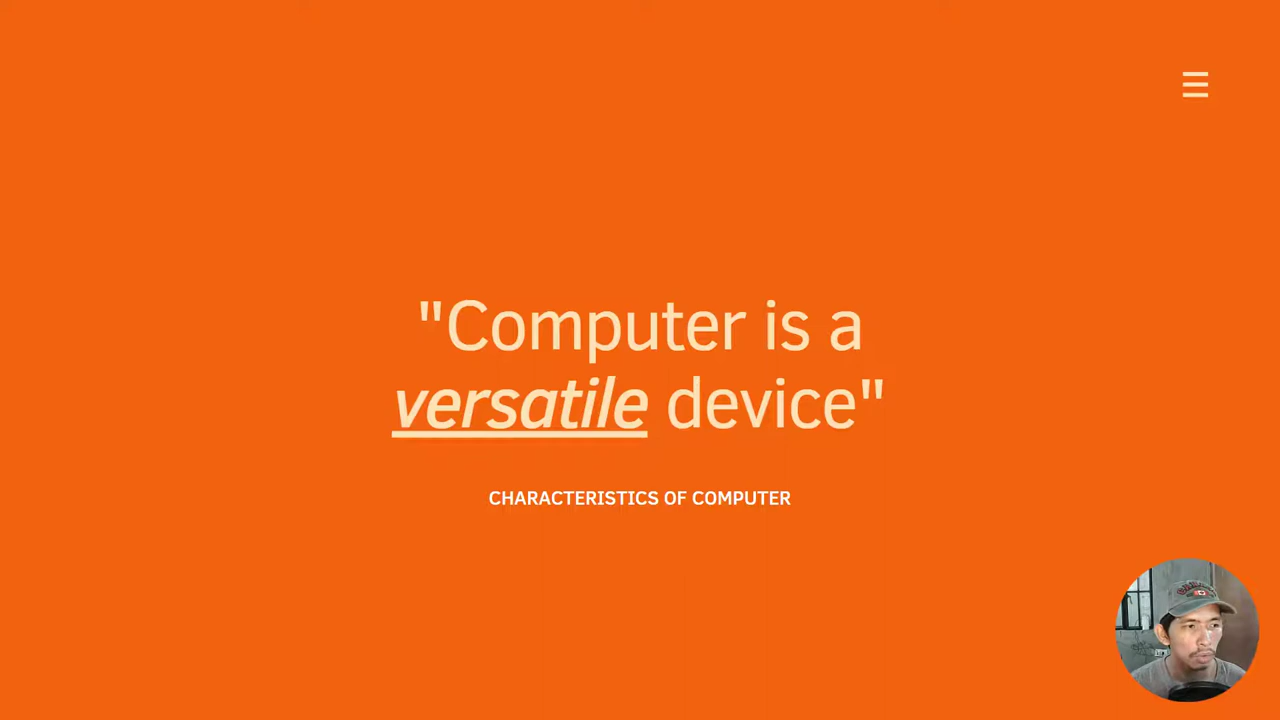 "Computer is a
versatile device"
CHARACTERISTICS OF COMPUTER